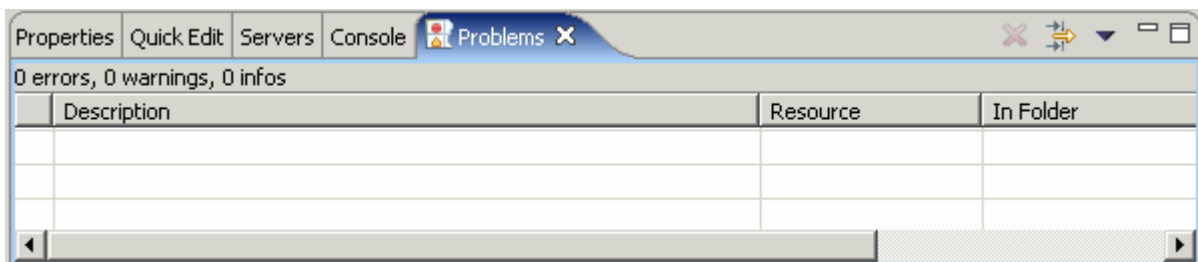 Properties Quick Edit Servers Console Problems
0 errors, 0 warnings, 0 infos
Description Resource In Folder